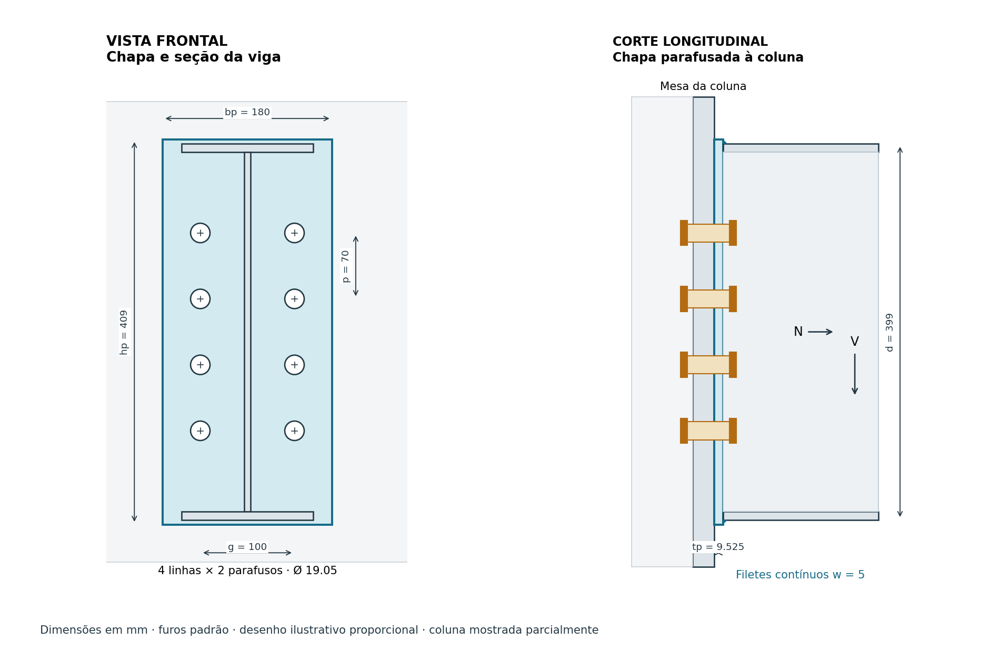 VISTA FRONTAL
Chapa e seção da viga
bp = 180
hp = 409
p = 70
g = 100
4 linhas × 2 parafusos · Ø 19.05
CORTE LONGITUDINAL
Chapa parafusada à coluna
Mesa da coluna
N
V
d = 399
tp = 9.525
Filetes contínuos w = 5
Dimensões em mm · furos padrão · desenho ilustrativo proporcional · coluna mostrada parcialmente